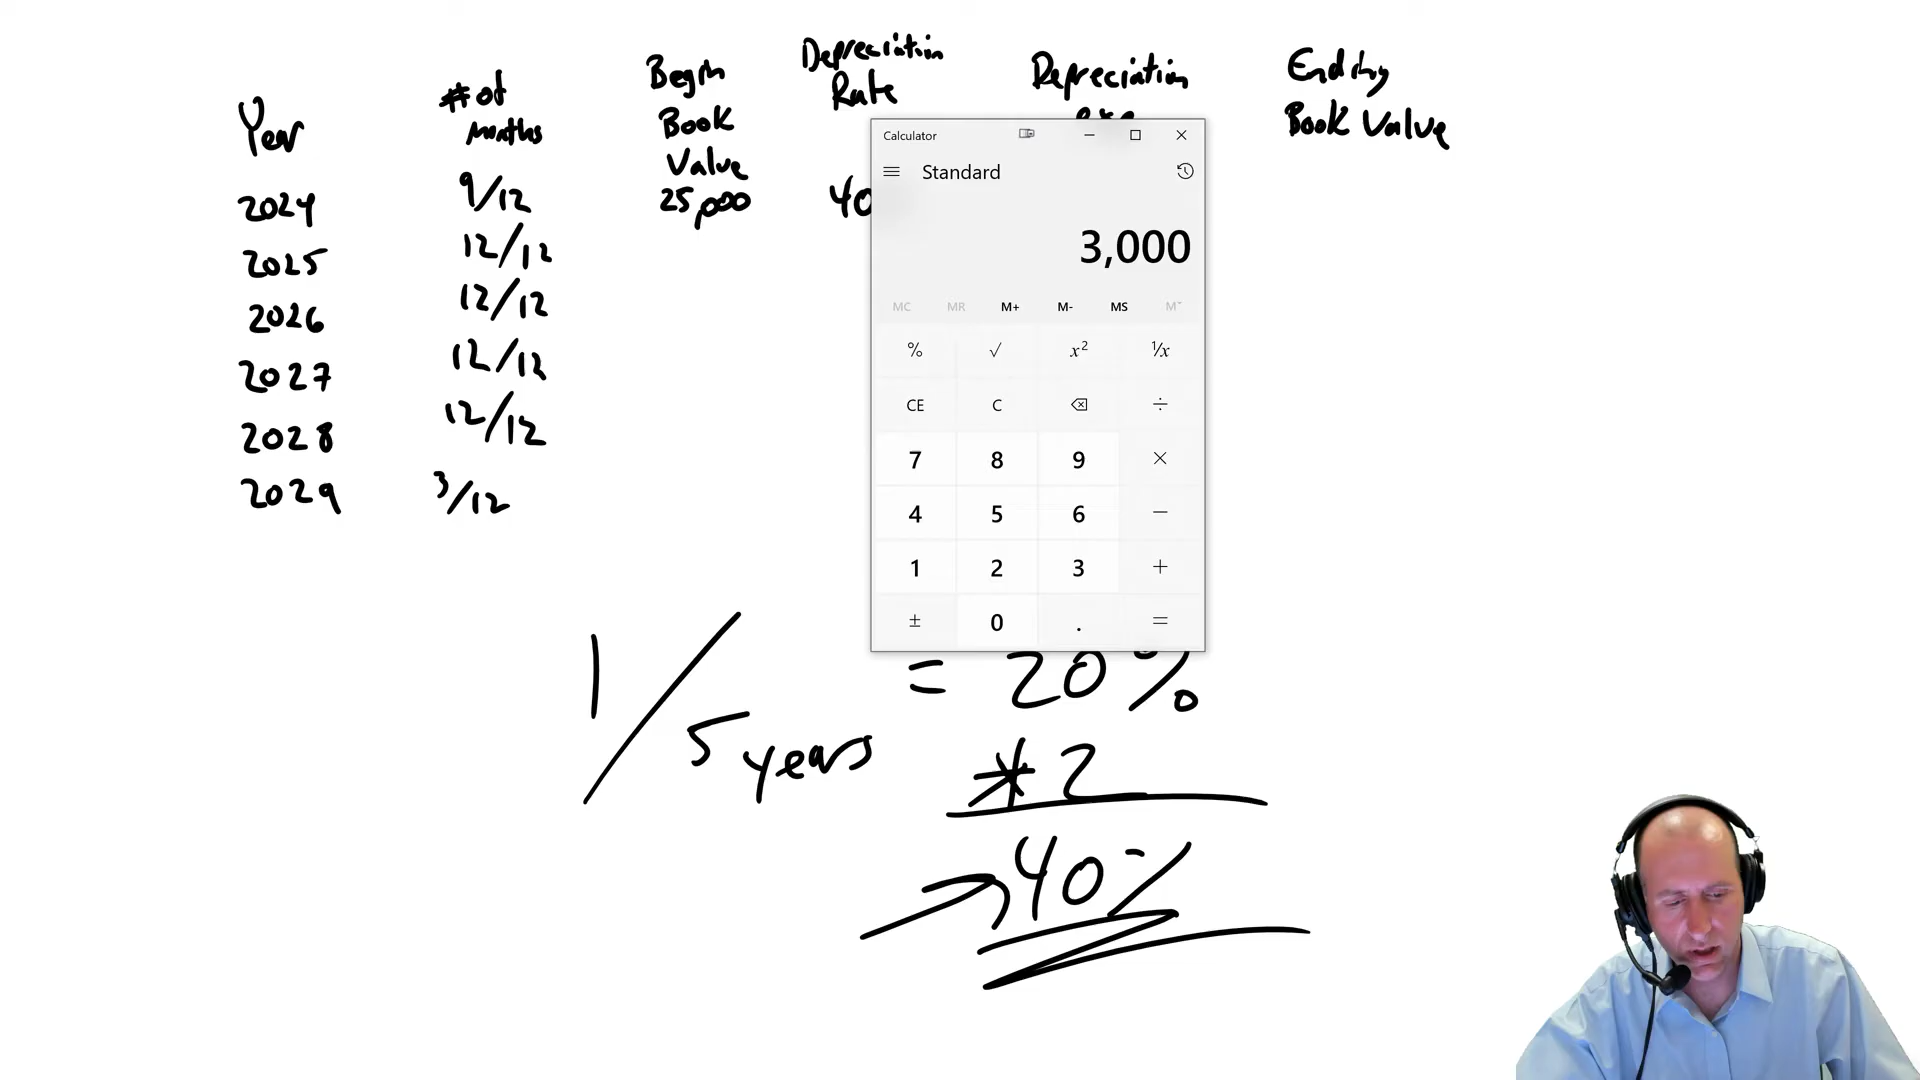 Year
# of
months
Begin
Book
Value
Depreciation
Rate
Depreciation
Ending
Book Value
2024 9/12 25,000 40
2025 12/12
2026 12/12
2027 12/12
2028 12/12
2029 3/12
Calculator
Standard
3,000
MC MR M+ M- MS M˅
% √ x² ¹/x
CE C ÷
7 8 9 ×
4 5 6 −
1 2 3 +
± 0 . =
1/5 years = 20%
*2
40%